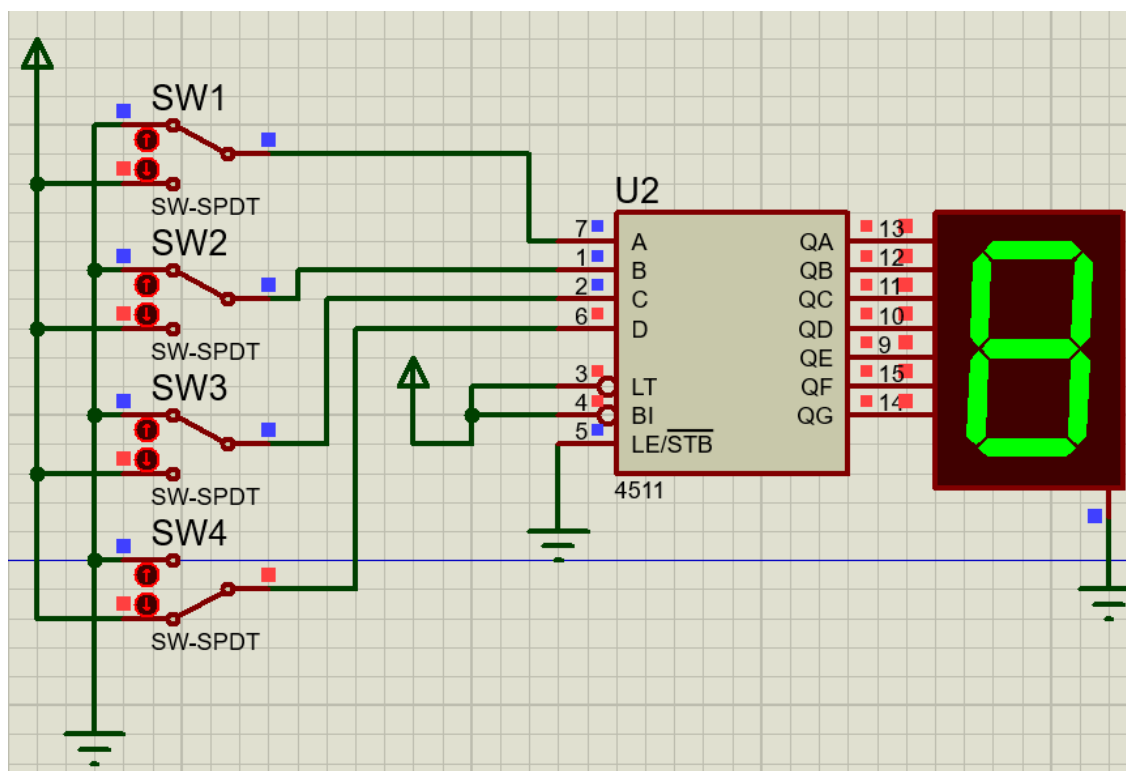 SW1
SW-SPDT
SW2
SW-SPDT
SW3
SW-SPDT
SW4
SW-SPDT
U2
7 A QA 13
1 B QB 12
2 C QC 11
6 D QD 10
QE 9
3 LT QF 15
4 BI QG 14
5 LE/STB
4511
8